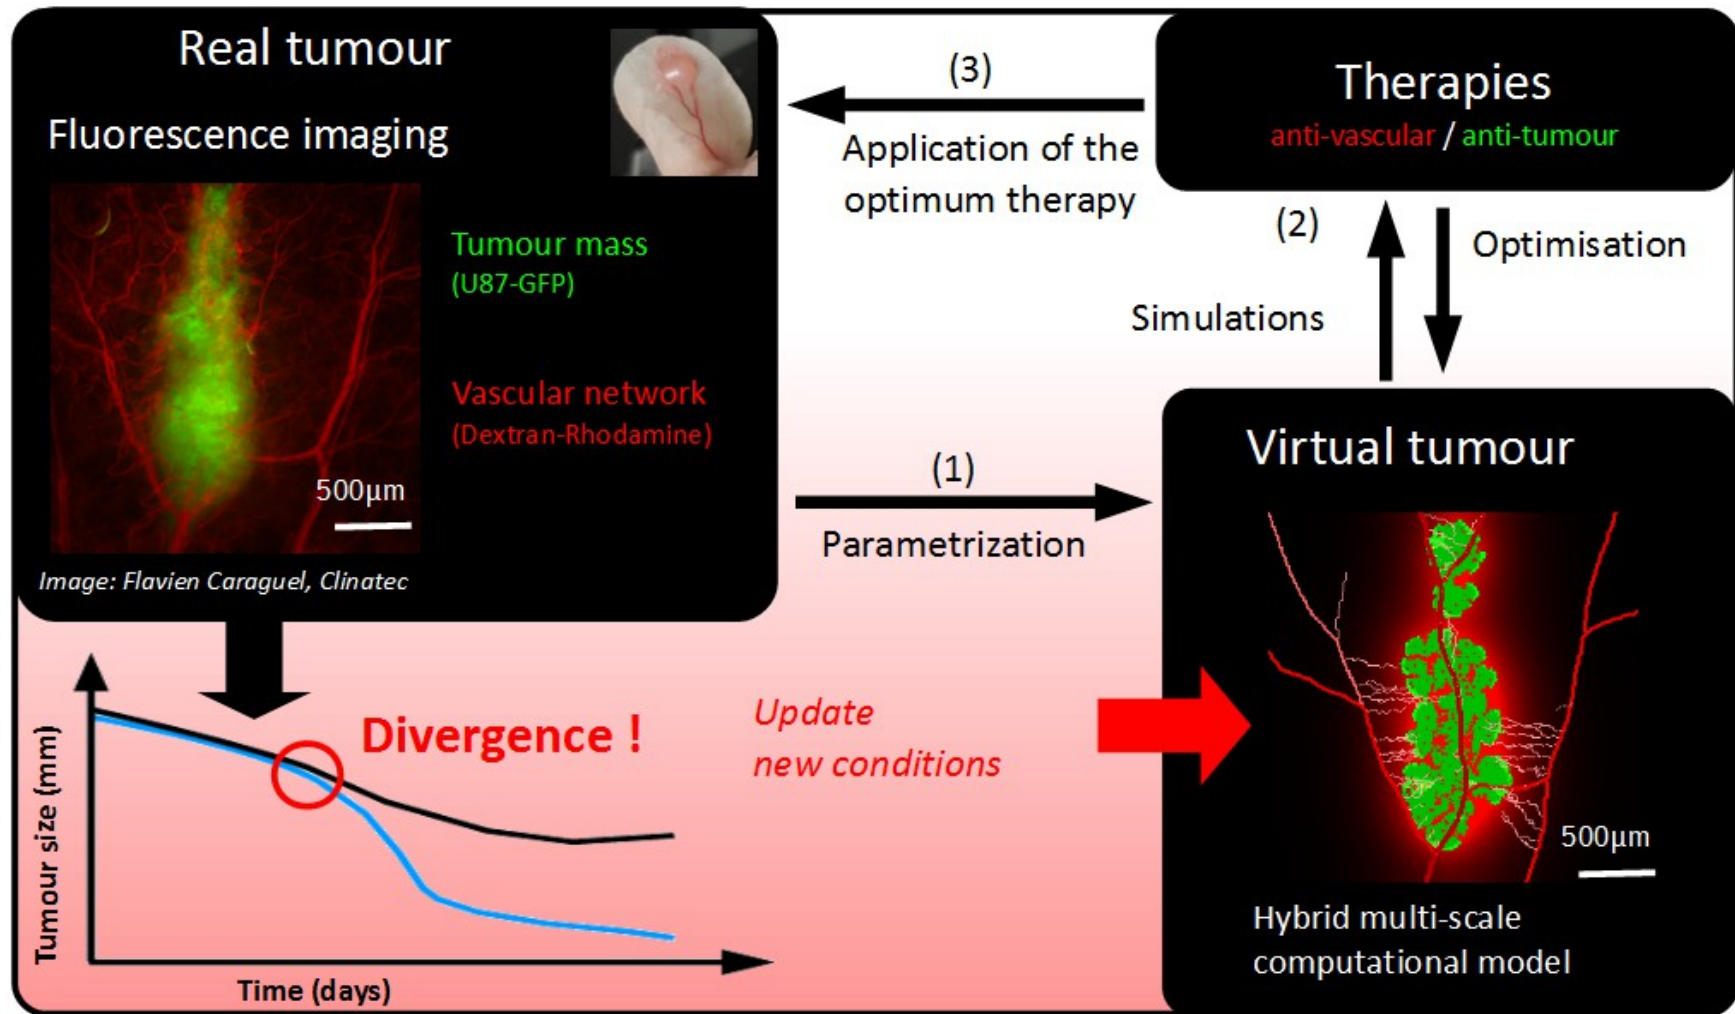 Real tumour
Fluorescence imaging
Tumour mass
(U87-GFP)
Vascular network
(Dextran-Rhodamine)
500µm
Image: Flavien Caraguel, Clinatec
(3)
Application of the
optimum therapy
Therapies
anti-vascular / anti-tumour
(2)
Optimisation
Simulations
(1)
Parametrization
Virtual tumour
500µm
Hybrid multi-scale
computational model
Divergence !
Update
new conditions
Tumour size (mm)
Time (days)